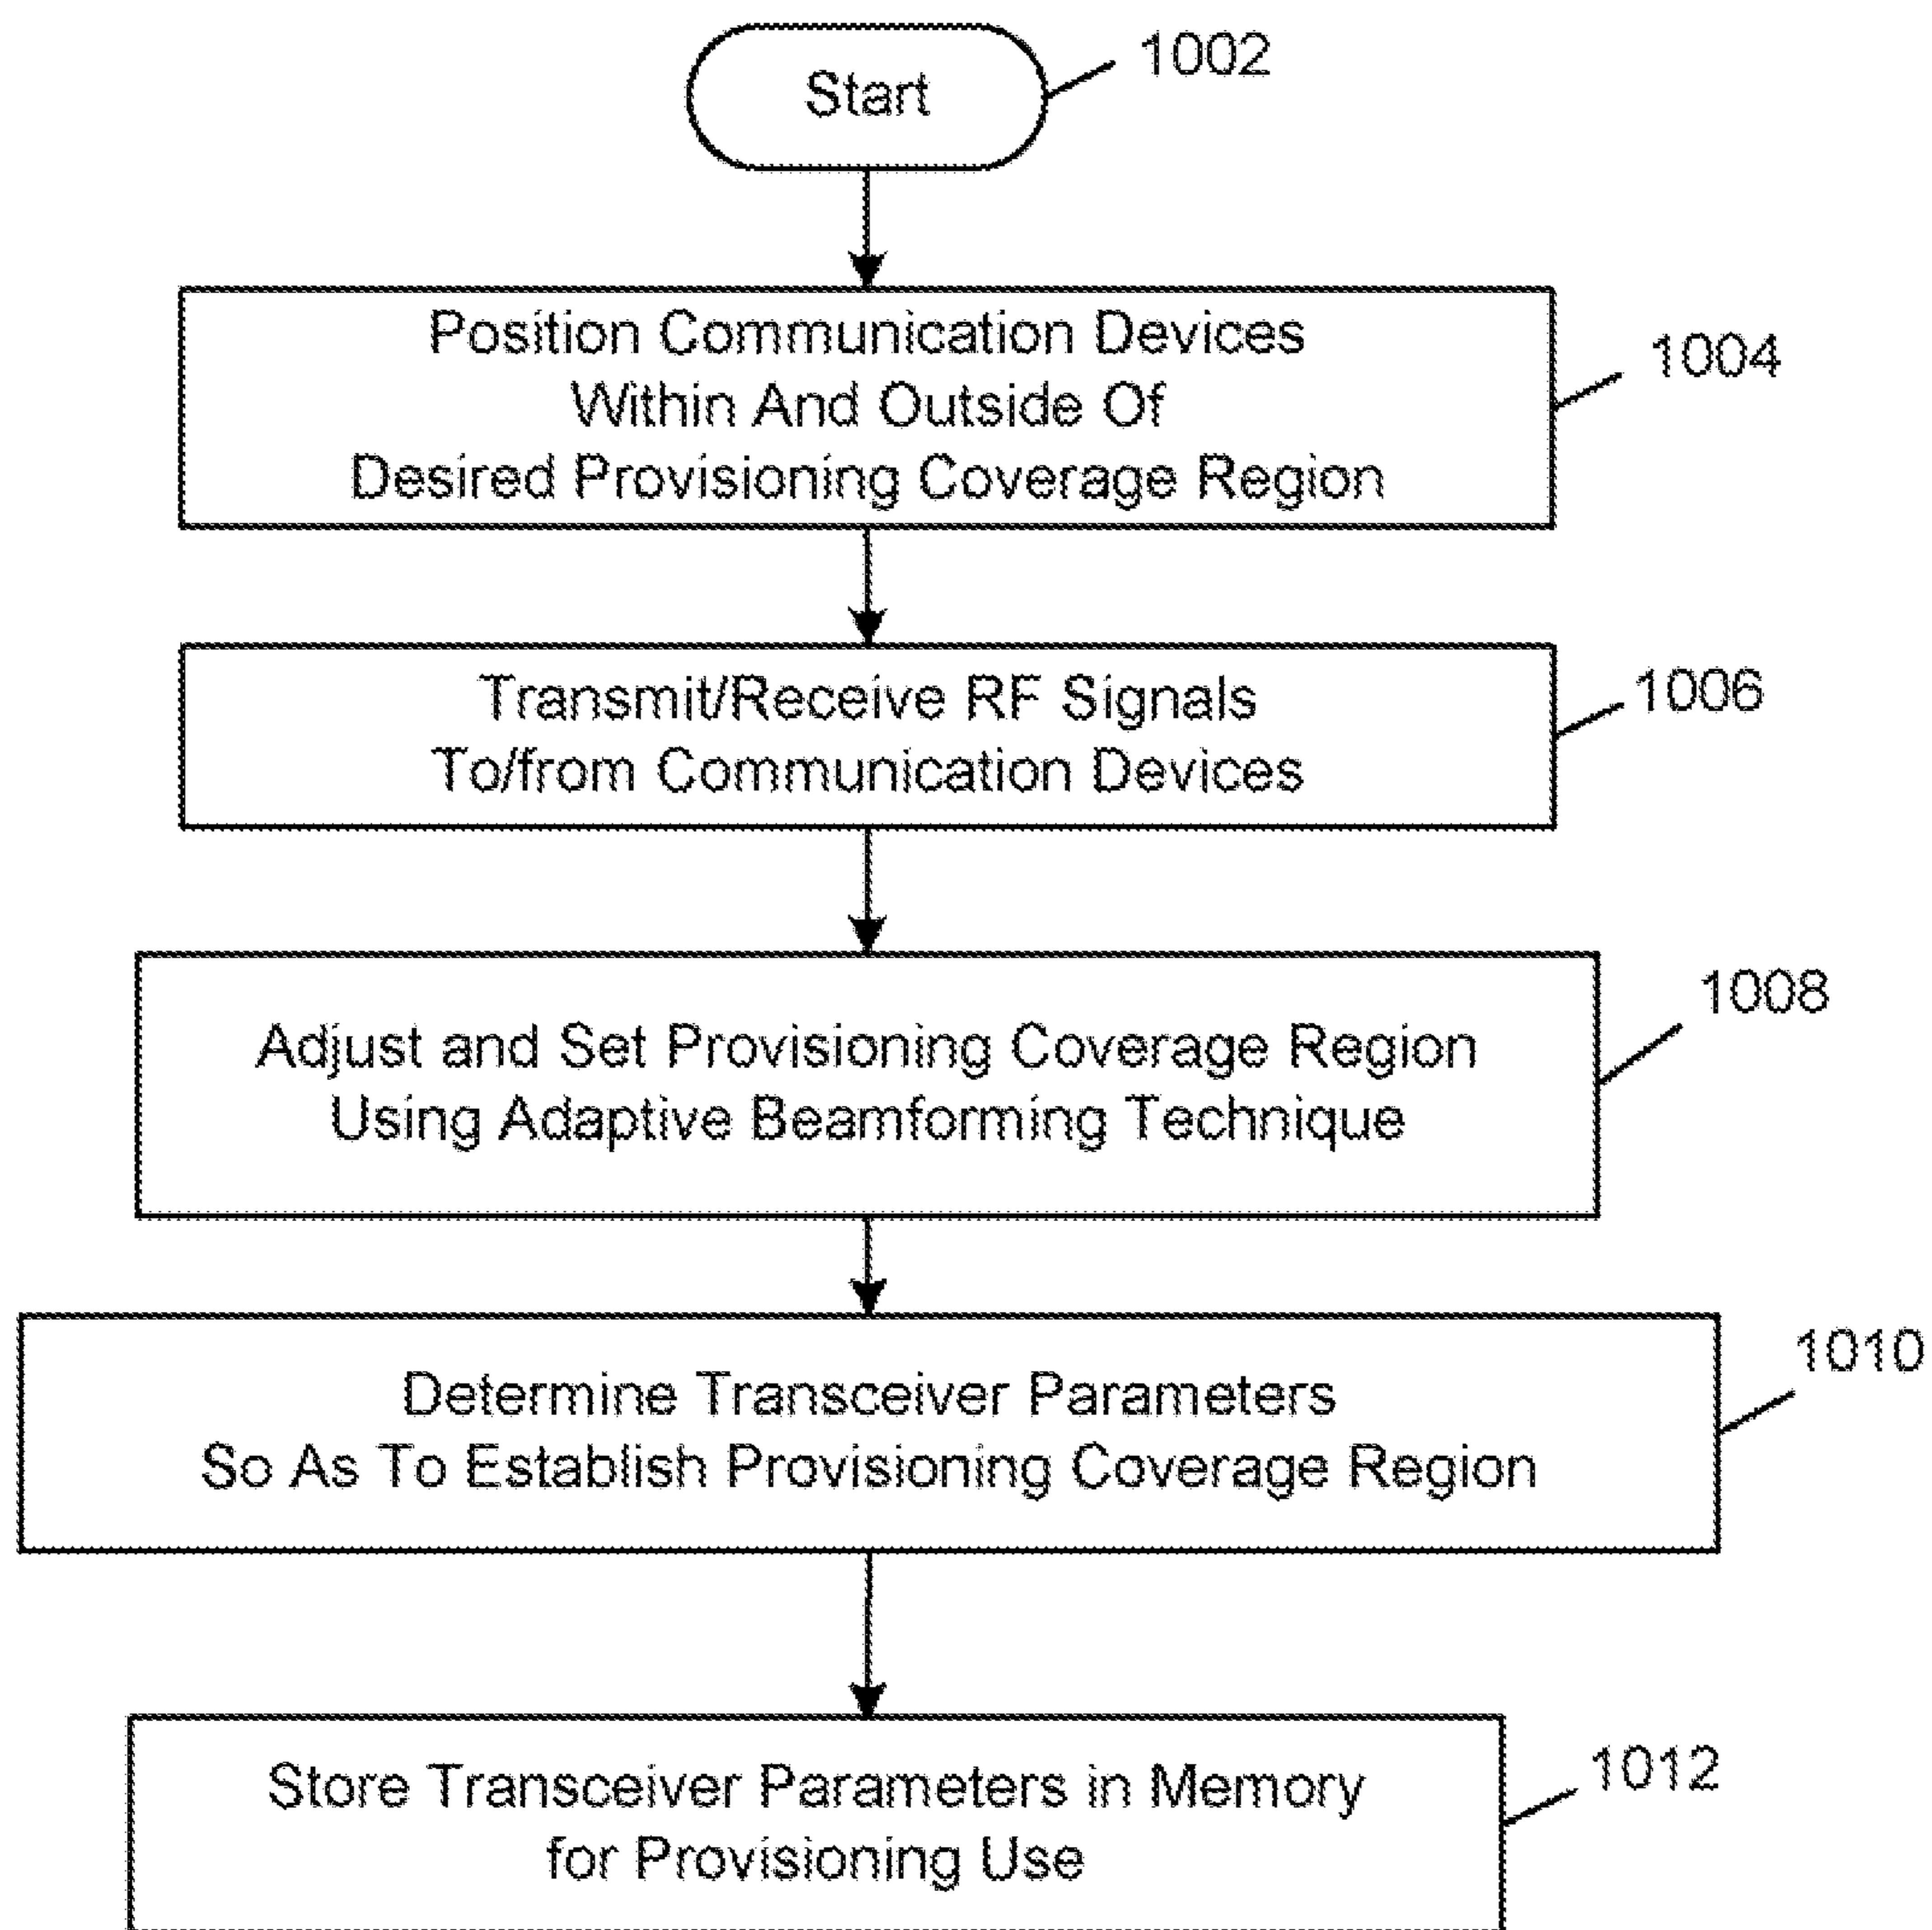 Start
1002
Position Communication Devices
Within And Outside Of
Desired Provisioning Coverage Region
1004
Transmit/Receive RF Signals
To/from Communication Devices
1006
Adjust and Set Provisioning Coverage Region
Using Adaptive Beamforming Technique
1008
Determine Transceiver Parameters
So As To Establish Provisioning Coverage Region
1010
Store Transceiver Parameters in Memory
for Provisioning Use
1012